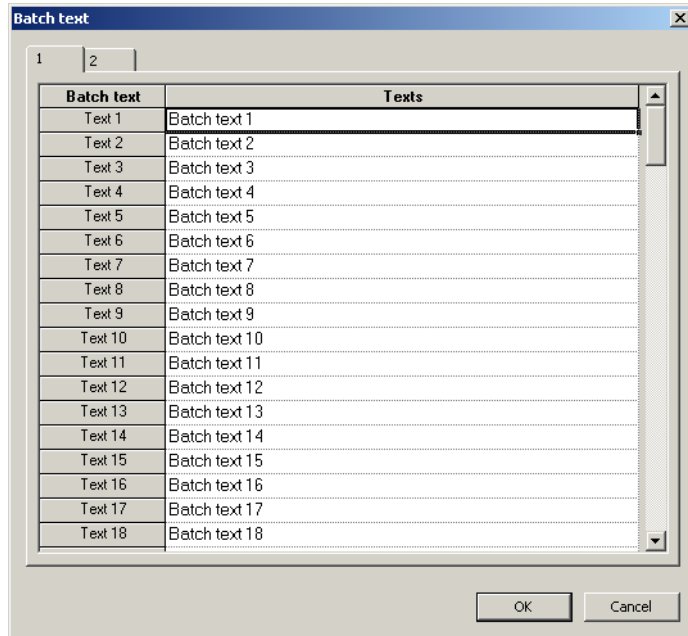 Batch text
1 2
Batch text Texts
Text 1 Batch text 1
Text 2 Batch text 2
Text 3 Batch text 3
Text 4 Batch text 4
Text 5 Batch text 5
Text 6 Batch text 6
Text 7 Batch text 7
Text 8 Batch text 8
Text 9 Batch text 9
Text 10 Batch text 10
Text 11 Batch text 11
Text 12 Batch text 12
Text 13 Batch text 13
Text 14 Batch text 14
Text 15 Batch text 15
Text 16 Batch text 16
Text 17 Batch text 17
Text 18 Batch text 18
OK Cancel